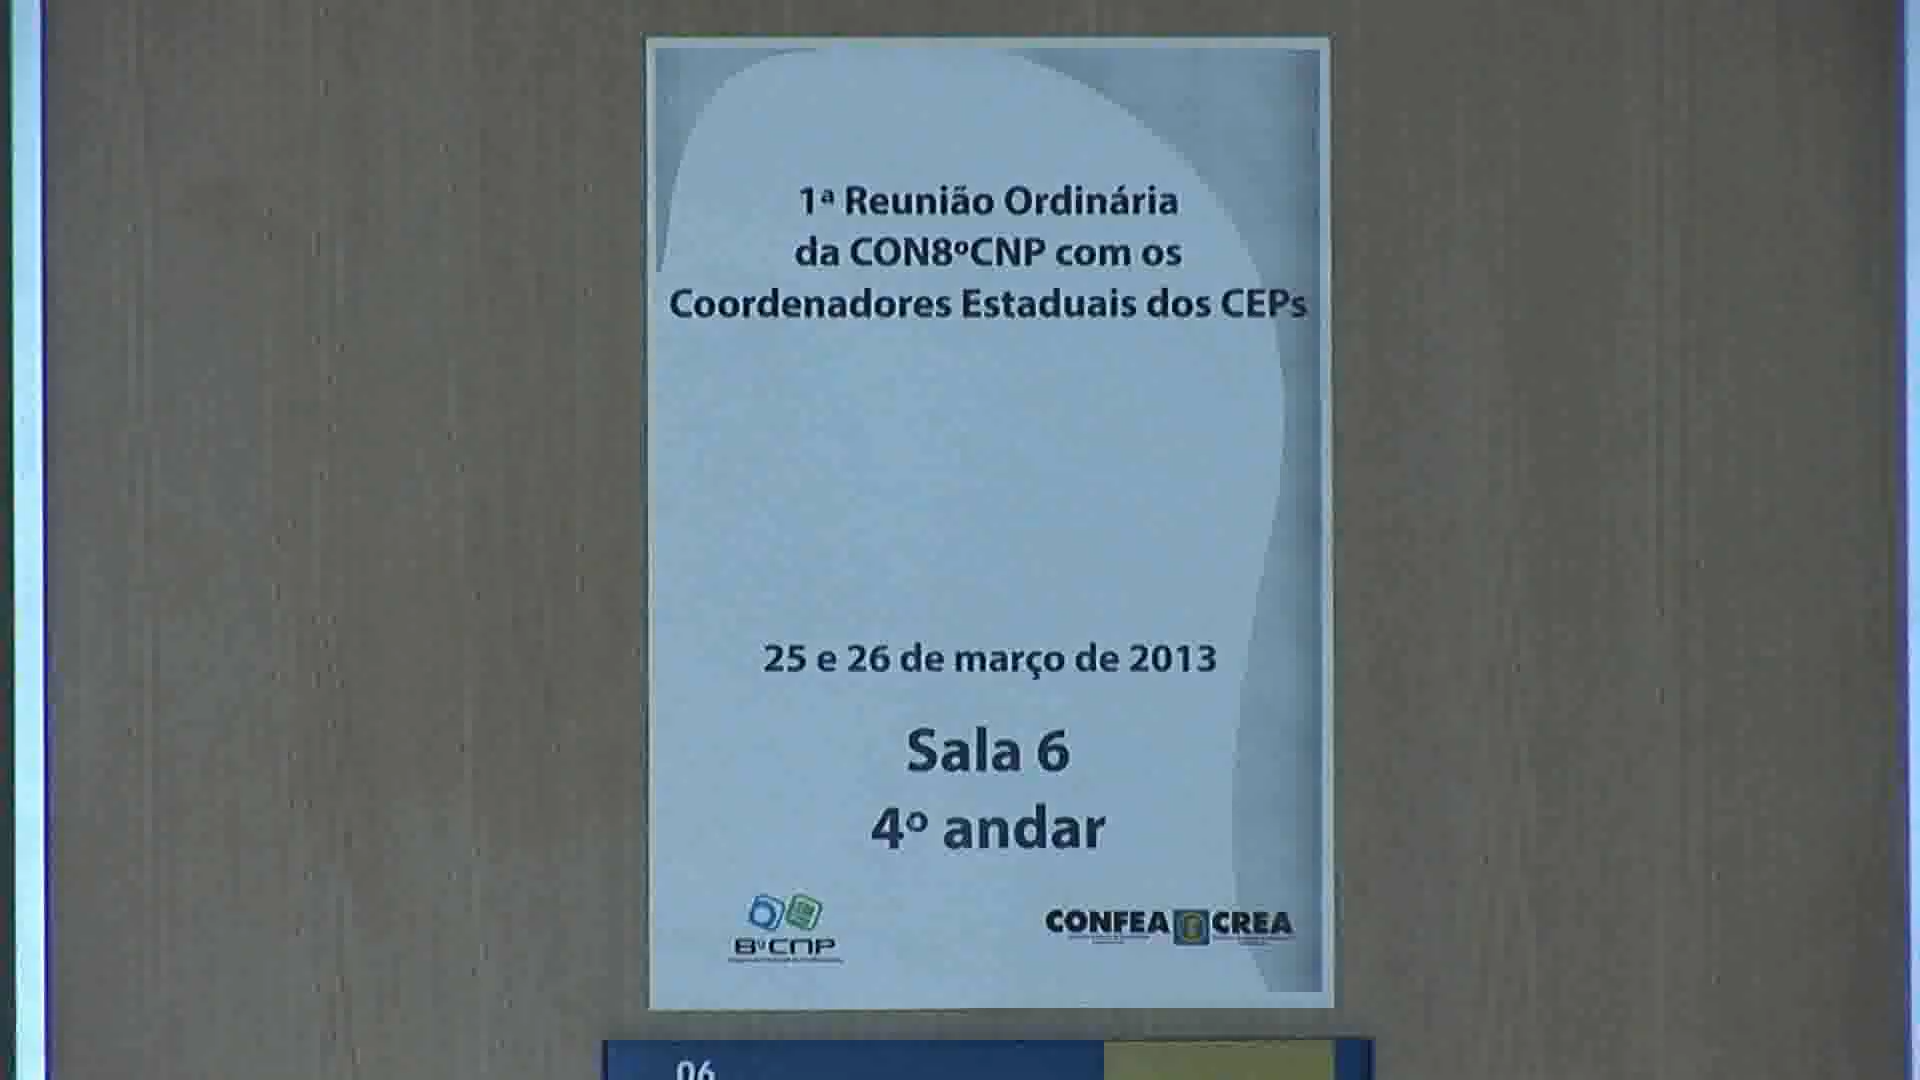 1ª Reunião Ordinária
da CON8ºCNP com os
Coordenadores Estaduais dos CEPs
25 e 26 de março de 2013
Sala 6
4º andar
8ºCNP
CONFEA CREA
06